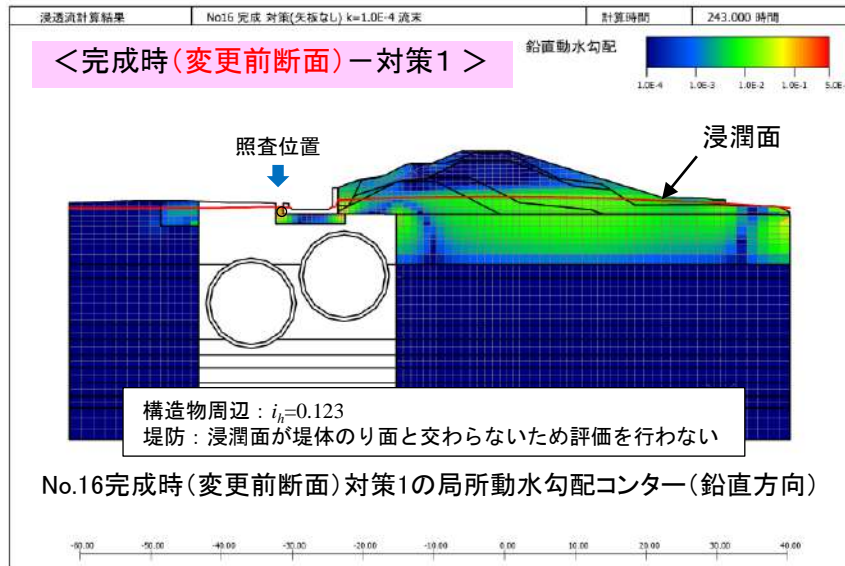 浸透流計算結果 No16 完成 対策(矢板なし) k=1.0E-4 流末 計算時間 243.000 時間
＜完成時(変更前断面)－対策1 ＞
鉛直動水勾配
1.0E-4 1.0E-3 1.0E-2 1.0E-1 5.0E-
照査位置
浸潤面
構造物周辺：ih=0.123
堤防：浸潤面が堤体のり面と交わらないため評価を行わない
No.16完成時(変更前断面)対策1の局所動水勾配コンター(鉛直方向)
-60.00 -50.00 -40.00 -30.00 -20.00 -10.00 0.00 10.00 20.00 30.00 40.00